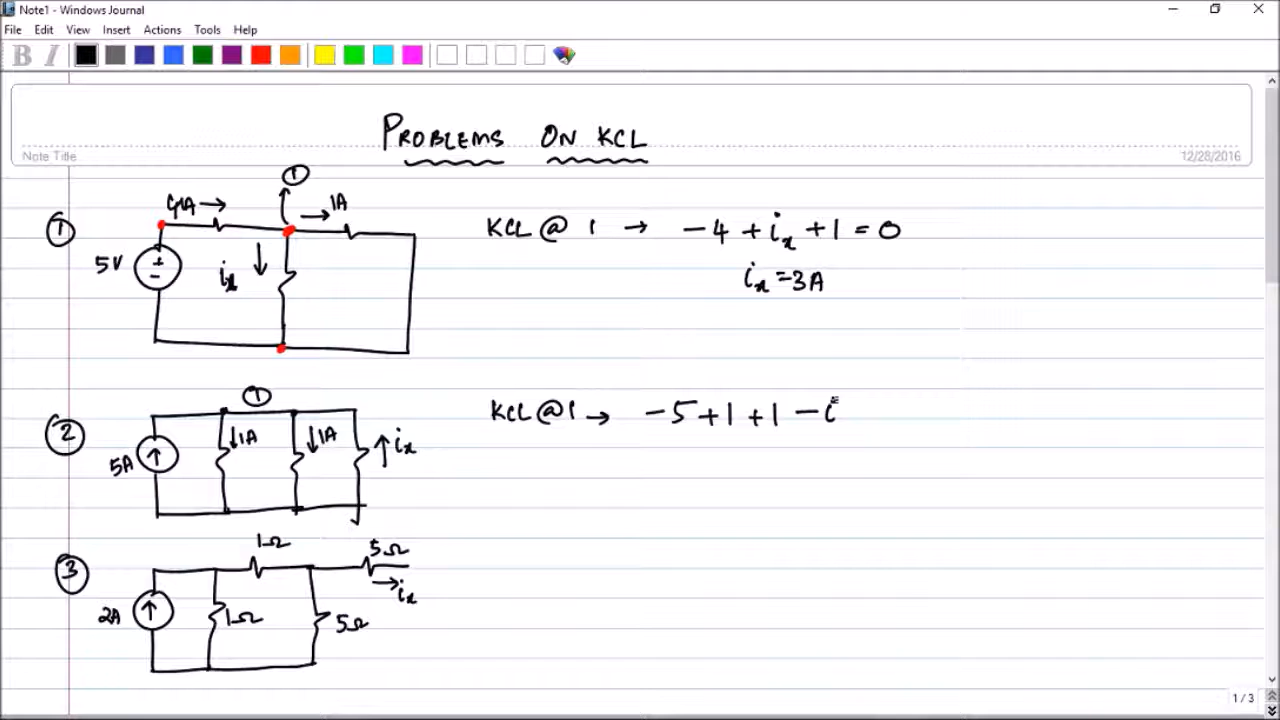 Note1 - Windows Journal
File Edit View Insert Actions Tools Help
B I
PROBLEMS ON KCL
Note Title
12/28/2016
1
1
4A → → 1A
5V + - ix ↓
KCL @ 1 → -4 + ix + 1 = 0
ix = 3A
2
1
5A ↑ ↓1A ↓1A ↑ix
KCL @ 1 → -5 + 1 + 1 - i
3
1Ω 5Ω
→ ix
2A ↑ 1Ω 5Ω
1 / 3